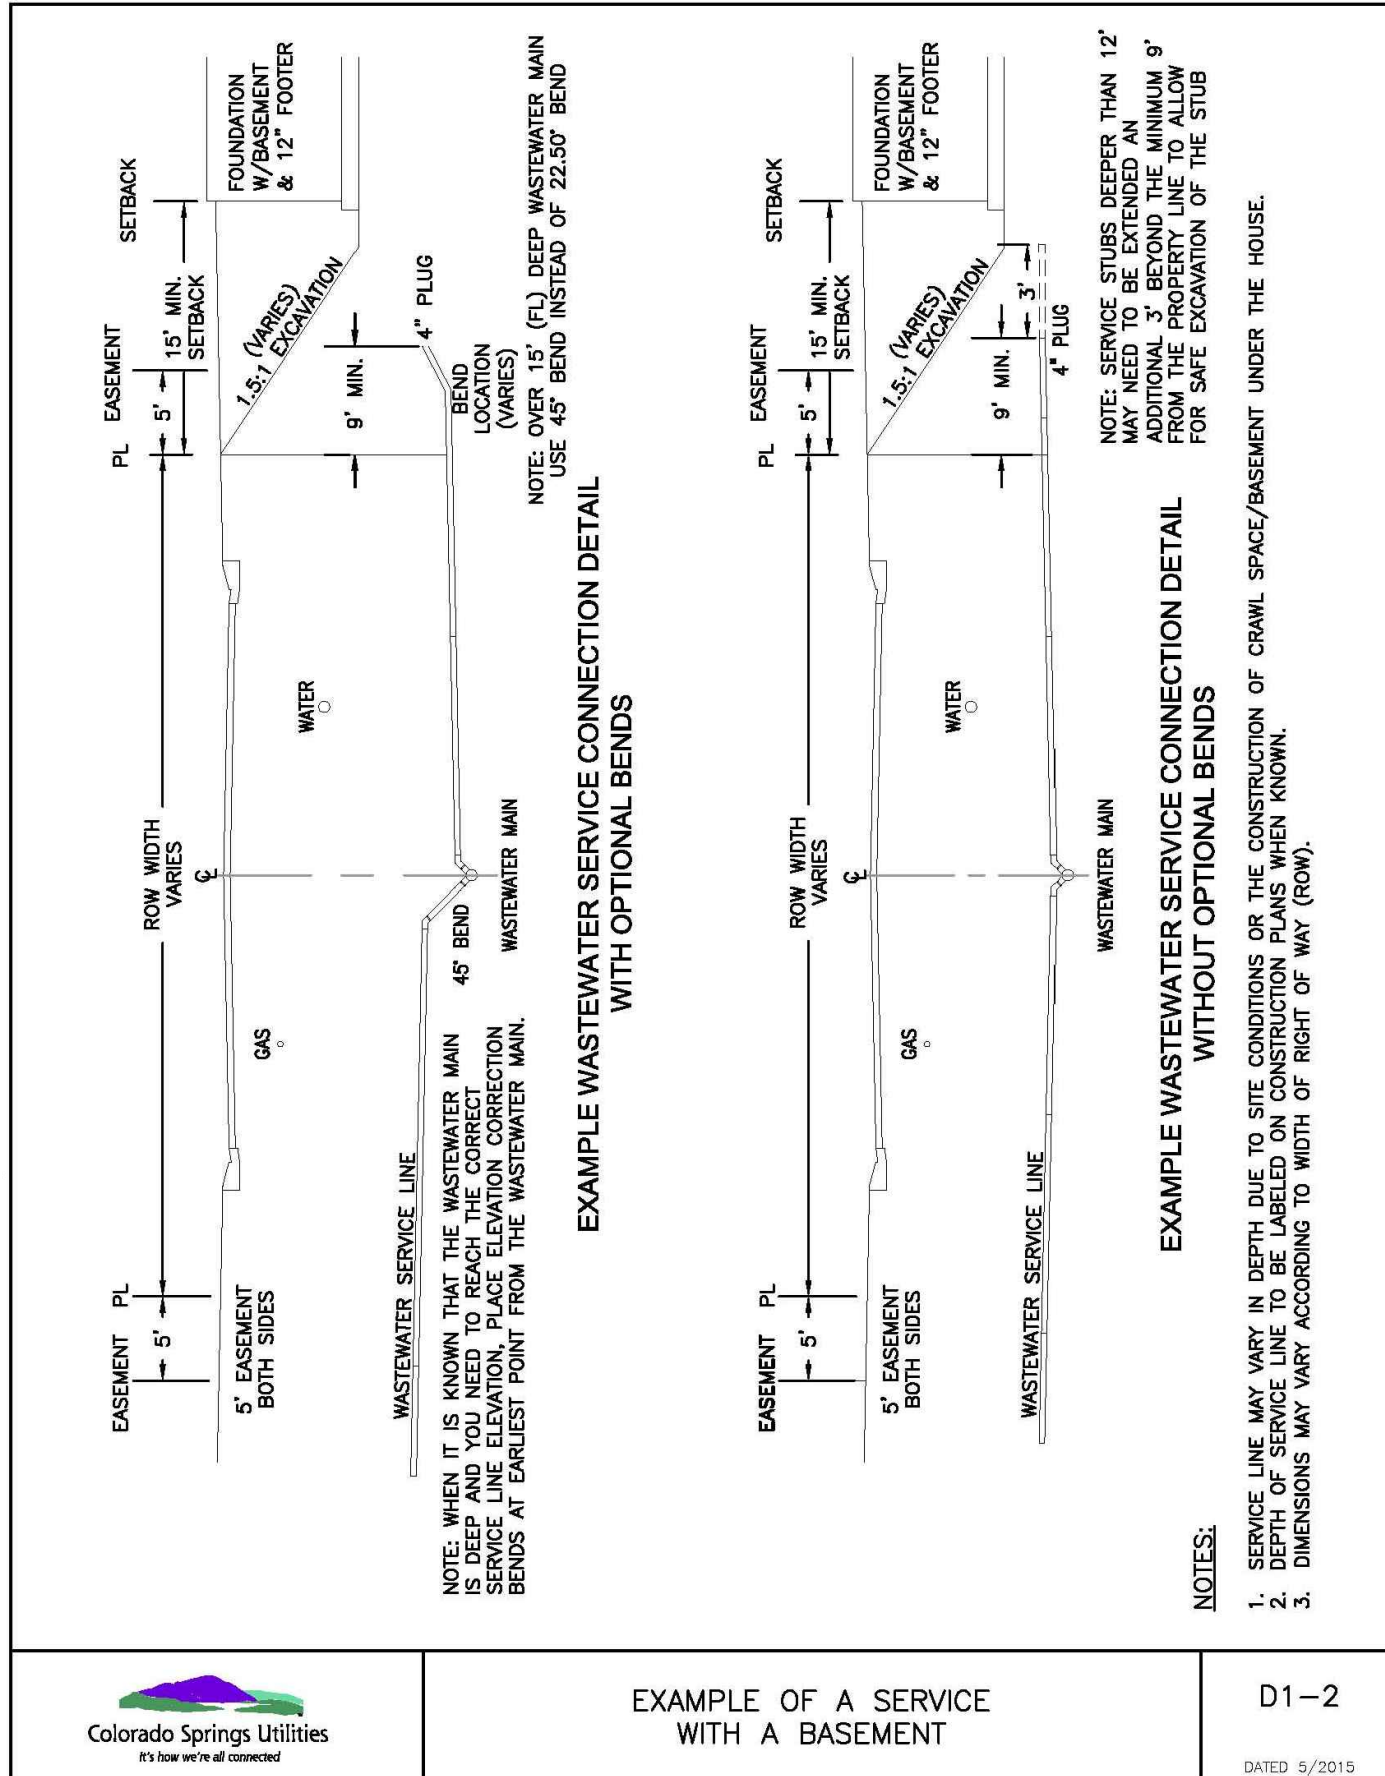 EASEMENT PL
5'
ROW WIDTH
VARIES
PL EASEMENT
5'
15' MIN.
SETBACK
SETBACK
5' EASEMENT
BOTH SIDES
GAS
℄
WATER
1.5:1 (VARIES)
EXCAVATION
9' MIN.
FOUNDATION
W/BASEMENT
& 12" FOOTER
WASTEWATER SERVICE LINE
45° BEND
WASTEWATER MAIN
4" PLUG
BEND
LOCATION
(VARIES)
NOTE: WHEN IT IS KNOWN THAT THE WASTEWATER MAIN
IS DEEP AND YOU NEED TO REACH THE CORRECT
SERVICE LINE ELEVATION, PLACE ELEVATION CORRECTION
BENDS AT EARLIEST POINT FROM THE WASTEWATER MAIN.
NOTE: OVER 15' (FL) DEEP WASTEWATER MAIN
USE 45° BEND INSTEAD OF 22.50° BEND
EXAMPLE WASTEWATER SERVICE CONNECTION DETAIL
WITH OPTIONAL BENDS
EASEMENT PL
5'
ROW WIDTH
VARIES
PL EASEMENT
5'
15' MIN.
SETBACK
SETBACK
5' EASEMENT
BOTH SIDES
GAS
℄
WATER
1.5:1 (VARIES)
EXCAVATION
9' MIN.
3'
FOUNDATION
W/BASEMENT
& 12" FOOTER
WASTEWATER SERVICE LINE
WASTEWATER MAIN
4" PLUG
NOTE: SERVICE STUBS DEEPER THAN 12'
MAY NEED TO BE EXTENDED AN
ADDITIONAL 3' BEYOND THE MINIMUM 9'
FROM THE PROPERTY LINE TO ALLOW
FOR SAFE EXCAVATION OF THE STUB
EXAMPLE WASTEWATER SERVICE CONNECTION DETAIL
WITHOUT OPTIONAL BENDS
NOTES:
1. SERVICE LINE MAY VARY IN DEPTH DUE TO SITE CONDITIONS OR THE CONSTRUCTION OF CRAWL SPACE/BASEMENT UNDER THE HOUSE.
2. DEPTH OF SERVICE LINE TO BE LABELED ON CONSTRUCTION PLANS WHEN KNOWN.
3. DIMENSIONS MAY VARY ACCORDING TO WIDTH OF RIGHT OF WAY (ROW).
Colorado Springs Utilities
It's how we're all connected
EXAMPLE OF A SERVICE
WITH A BASEMENT
D1-2
DATED 5/2015